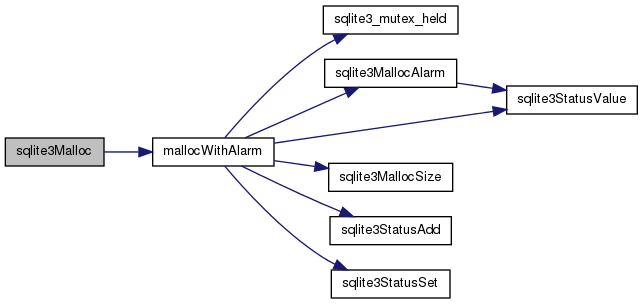 sqlite3_mutex_held
sqlite3MallocAlarm
sqlite3StatusValue
sqlite3Malloc
mallocWithAlarm
sqlite3MallocSize
sqlite3StatusAdd
sqlite3StatusSet